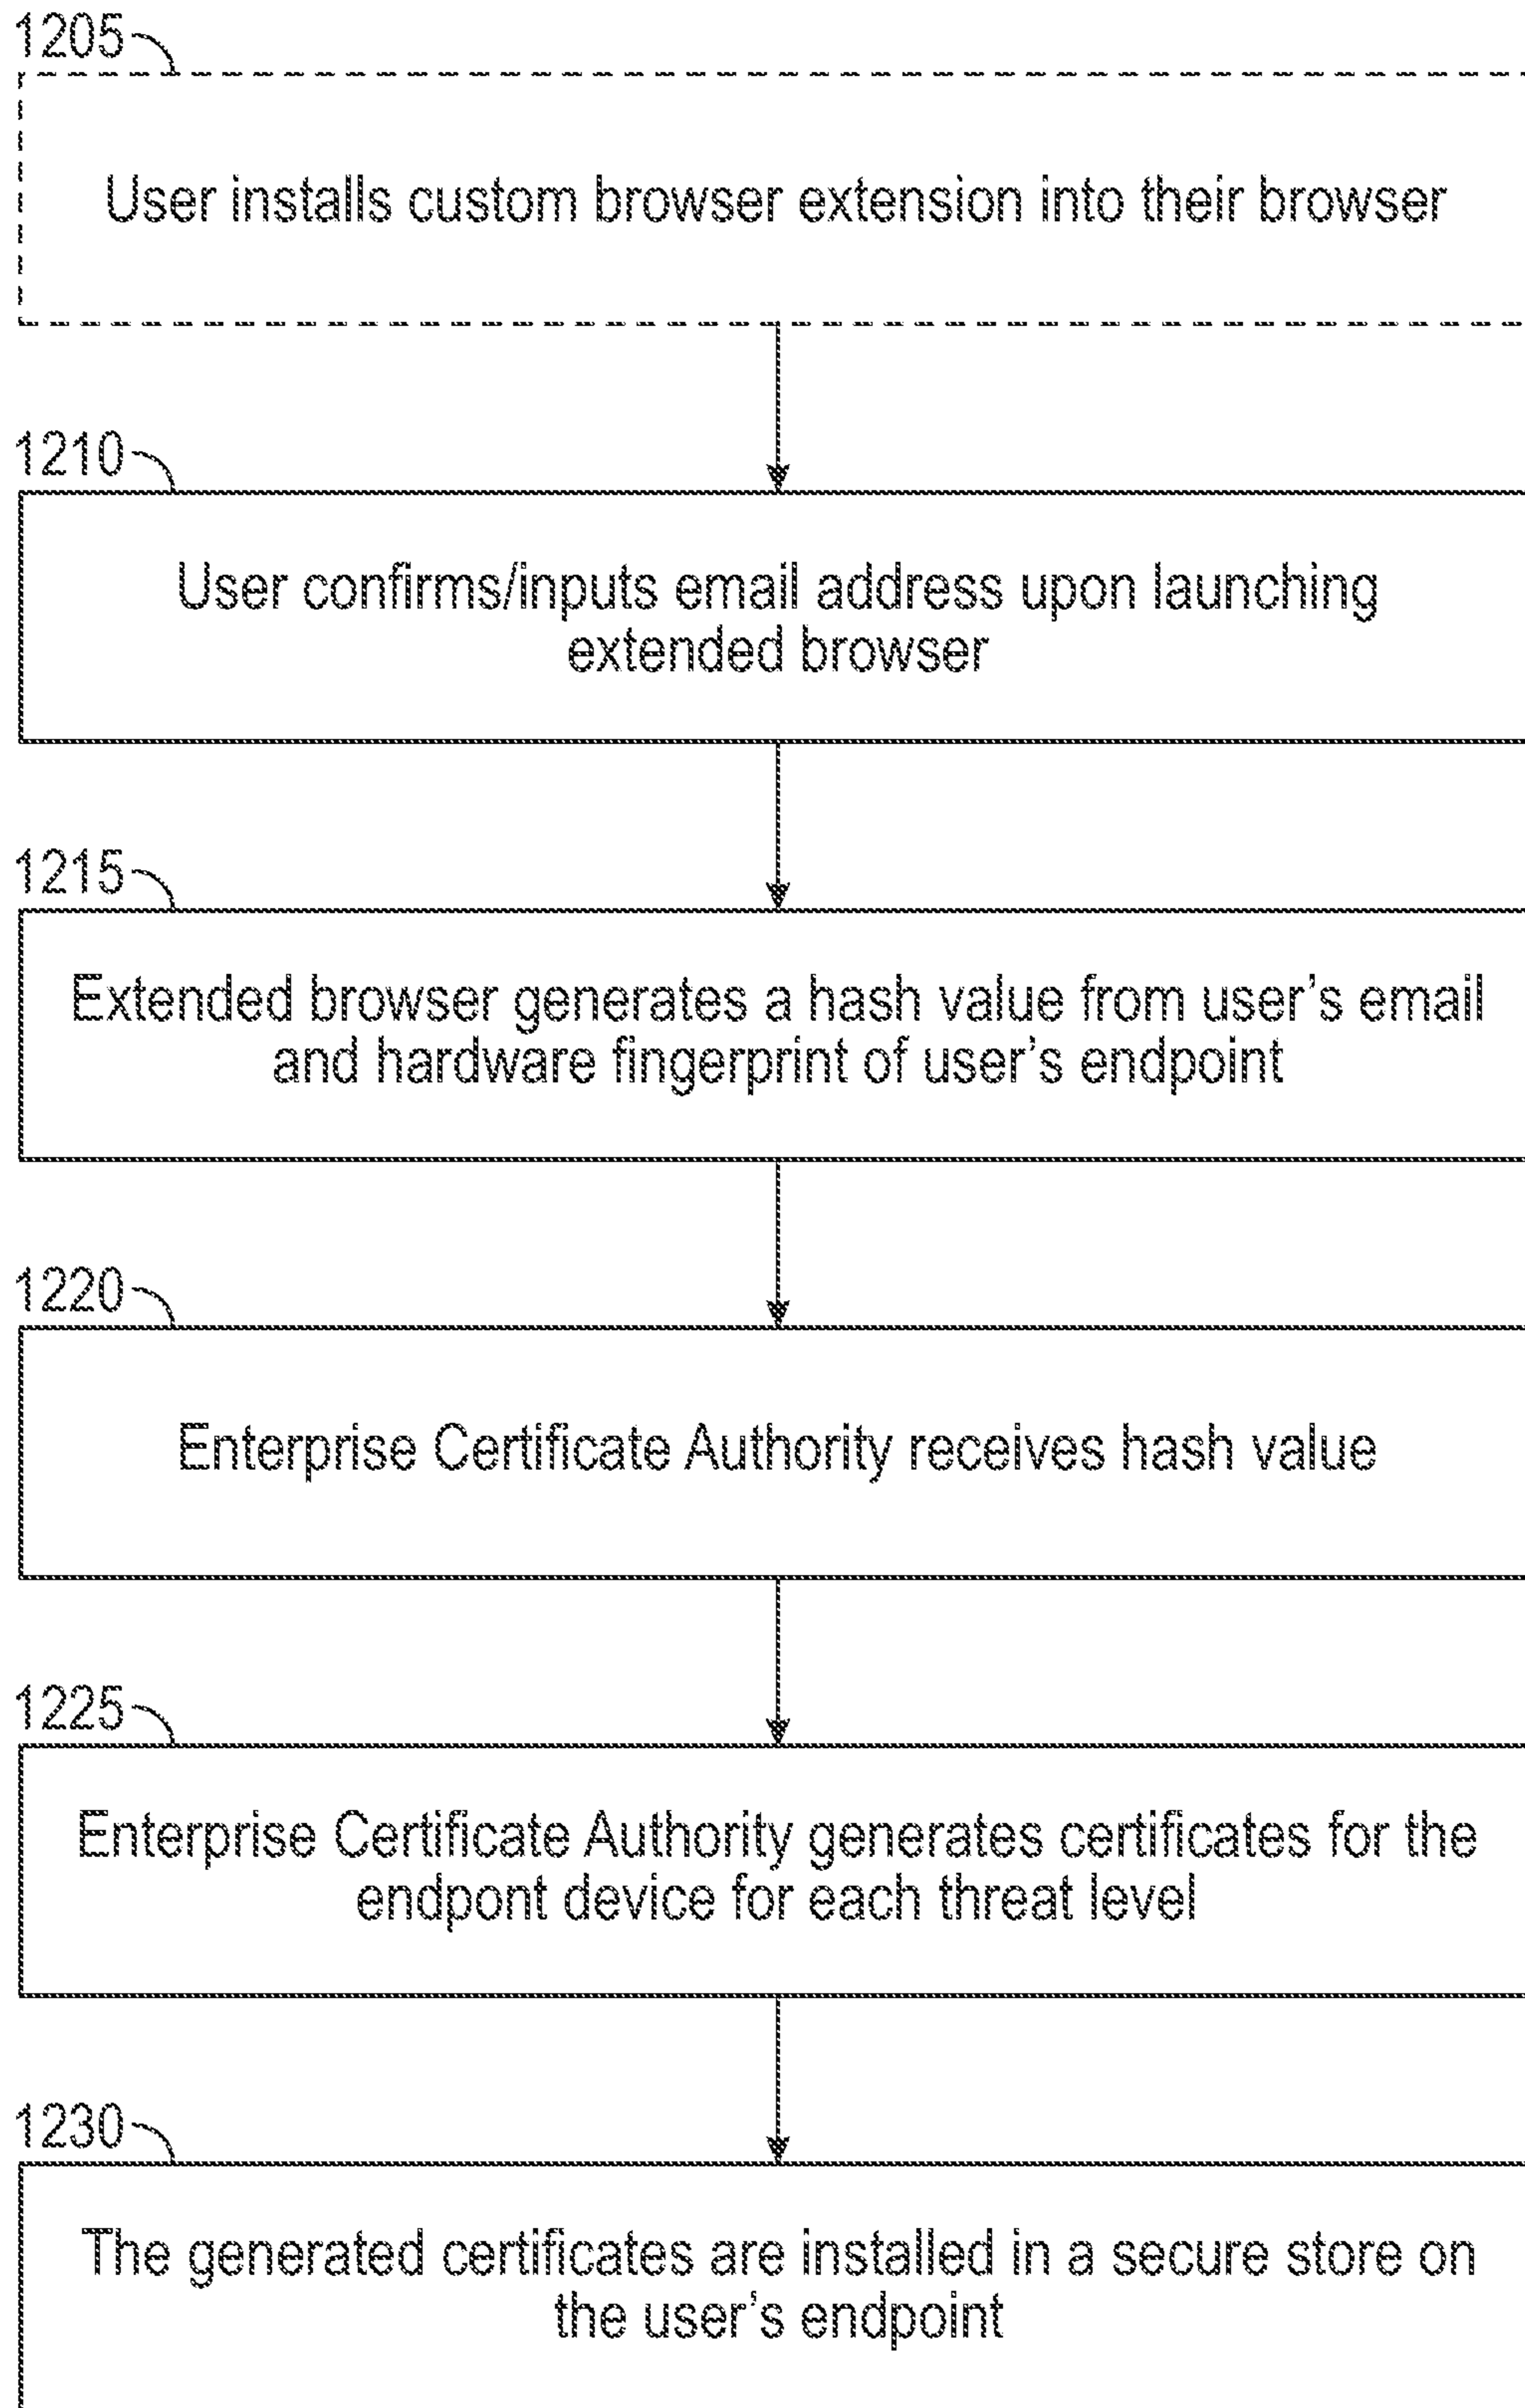 1205
User installs custom browser extension into their browser
1210
User confirms/inputs email address upon launching
extended browser
1215
Extended browser generates a hash value from user's email
and hardware fingerprint of user's endpoint
1220
Enterprise Certificate Authority receives hash value
1225
Enterprise Certificate Authority generates certificates for the
endpont device for each threat level
1230
The generated certificates are installed in a secure store on
the user's endpoint